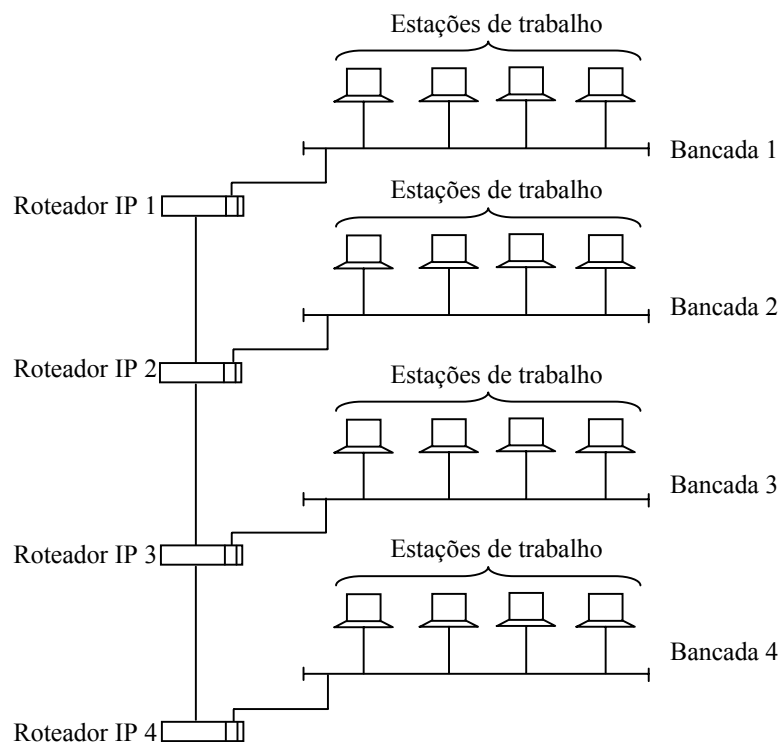 Estações de trabalho
Bancada 1
Roteador IP 1
Estações de trabalho
Bancada 2
Roteador IP 2
Estações de trabalho
Bancada 3
Roteador IP 3
Estações de trabalho
Bancada 4
Roteador IP 4